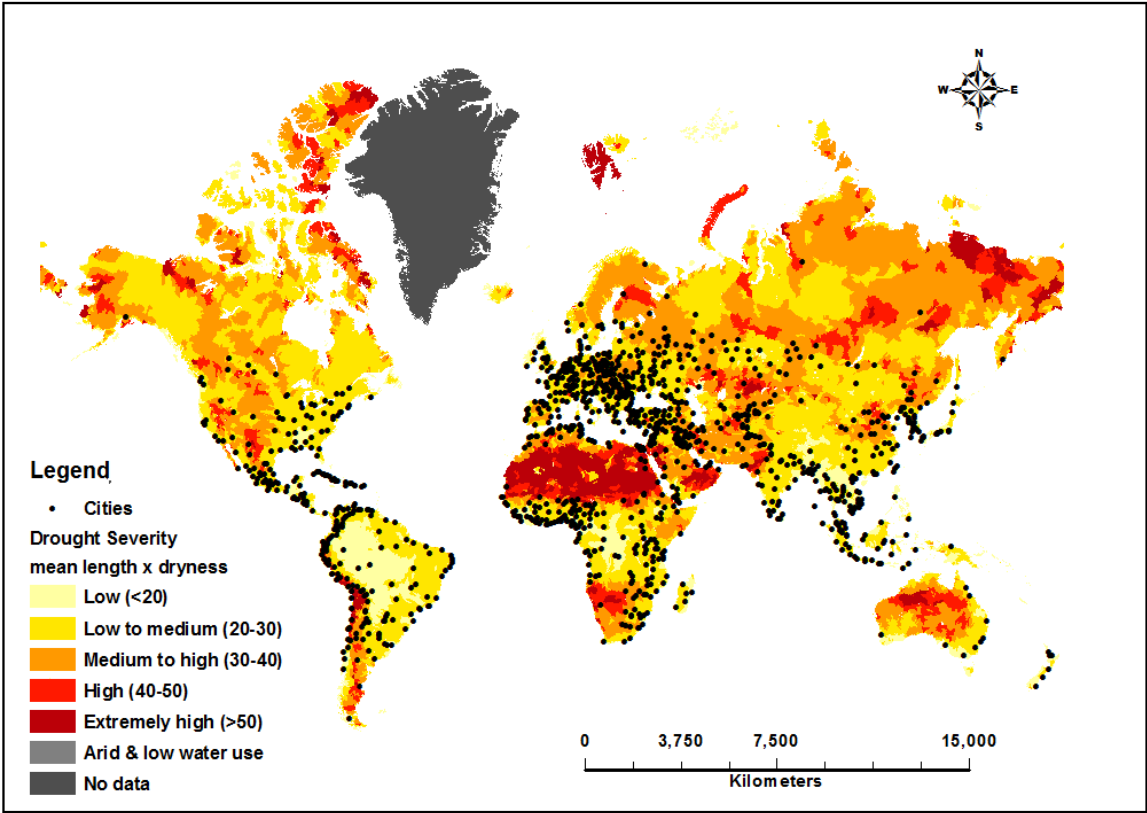 N
W E
S
Legend
• Cities
Drought Severity
mean length x dryness
Low (<20)
Low to medium (20-30)
Medium to high (30-40)
High (40-50)
Extremely high (>50)
Arid & low water use
No data
0 3,750 7,500 15,000
Kilometers